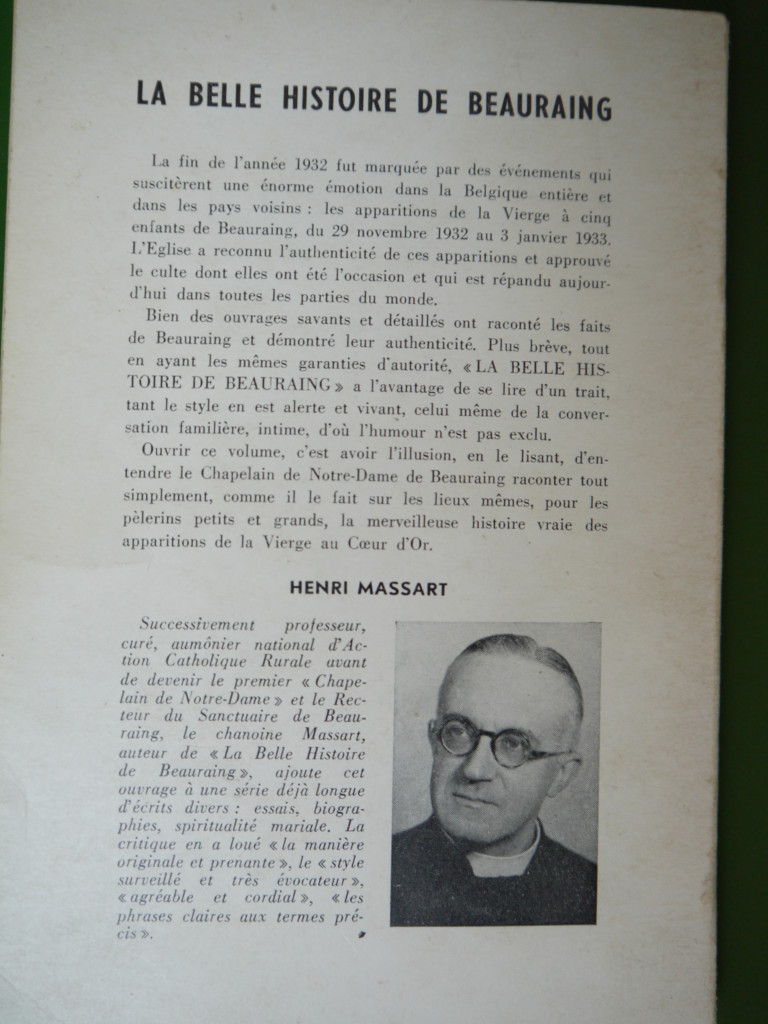 LA BELLE HISTOIRE DE BEAURAING
La fin de l'année 1932 fut marquée par des événements qui
suscitèrent une énorme émotion dans la Belgique entière et
dans les pays voisins : les apparitions de la Vierge à cinq
enfants de Beauraing, du 29 novembre 1932 au 3 janvier 1933.
L'Eglise a reconnu l'authenticité de ces apparitions et approuvé
le culte dont elles ont été l'occasion et qui est répandu aujour-
d'hui dans toutes les parties du monde.
Bien des ouvrages savants et détaillés ont raconté les faits
de Beauraing et démontré leur authenticité. Plus brève, tout
en ayant les mêmes garanties d'autorité, « LA BELLE HIS-
TOIRE DE BEAURAING » a l'avantage de se lire d'un trait,
tant le style en est alerte et vivant, celui même de la conver-
sation familière, intime, d'où l'humour n'est pas exclu.
Ouvrir ce volume, c'est avoir l'illusion, en le lisant, d'en-
tendre le Chapelain de Notre-Dame de Beauraing raconter tout
simplement, comme il le fait sur les lieux mêmes, pour les
pèlerins petits et grands, la merveilleuse histoire vraie des
apparitions de la Vierge au Cœur d'Or.
HENRI MASSART
Successivement professeur,
curé, aumônier national d'Ac-
tion Catholique Rurale avant
de devenir le premier « Chape-
lain de Notre-Dame » et le Rec-
teur du Sanctuaire de Beau-
raing, le chanoine Massart,
auteur de « La Belle Histoire
de Beauraing », ajoute cet
ouvrage à une série déjà longue
d'écrits divers : essais, biogra-
phies, spiritualité mariale. La
critique en a loué « la manière
originale et prenante », le « style
surveillé et très évocateur »,
« agréable et cordial », « les
phrases claires aux termes pré-
cis ».